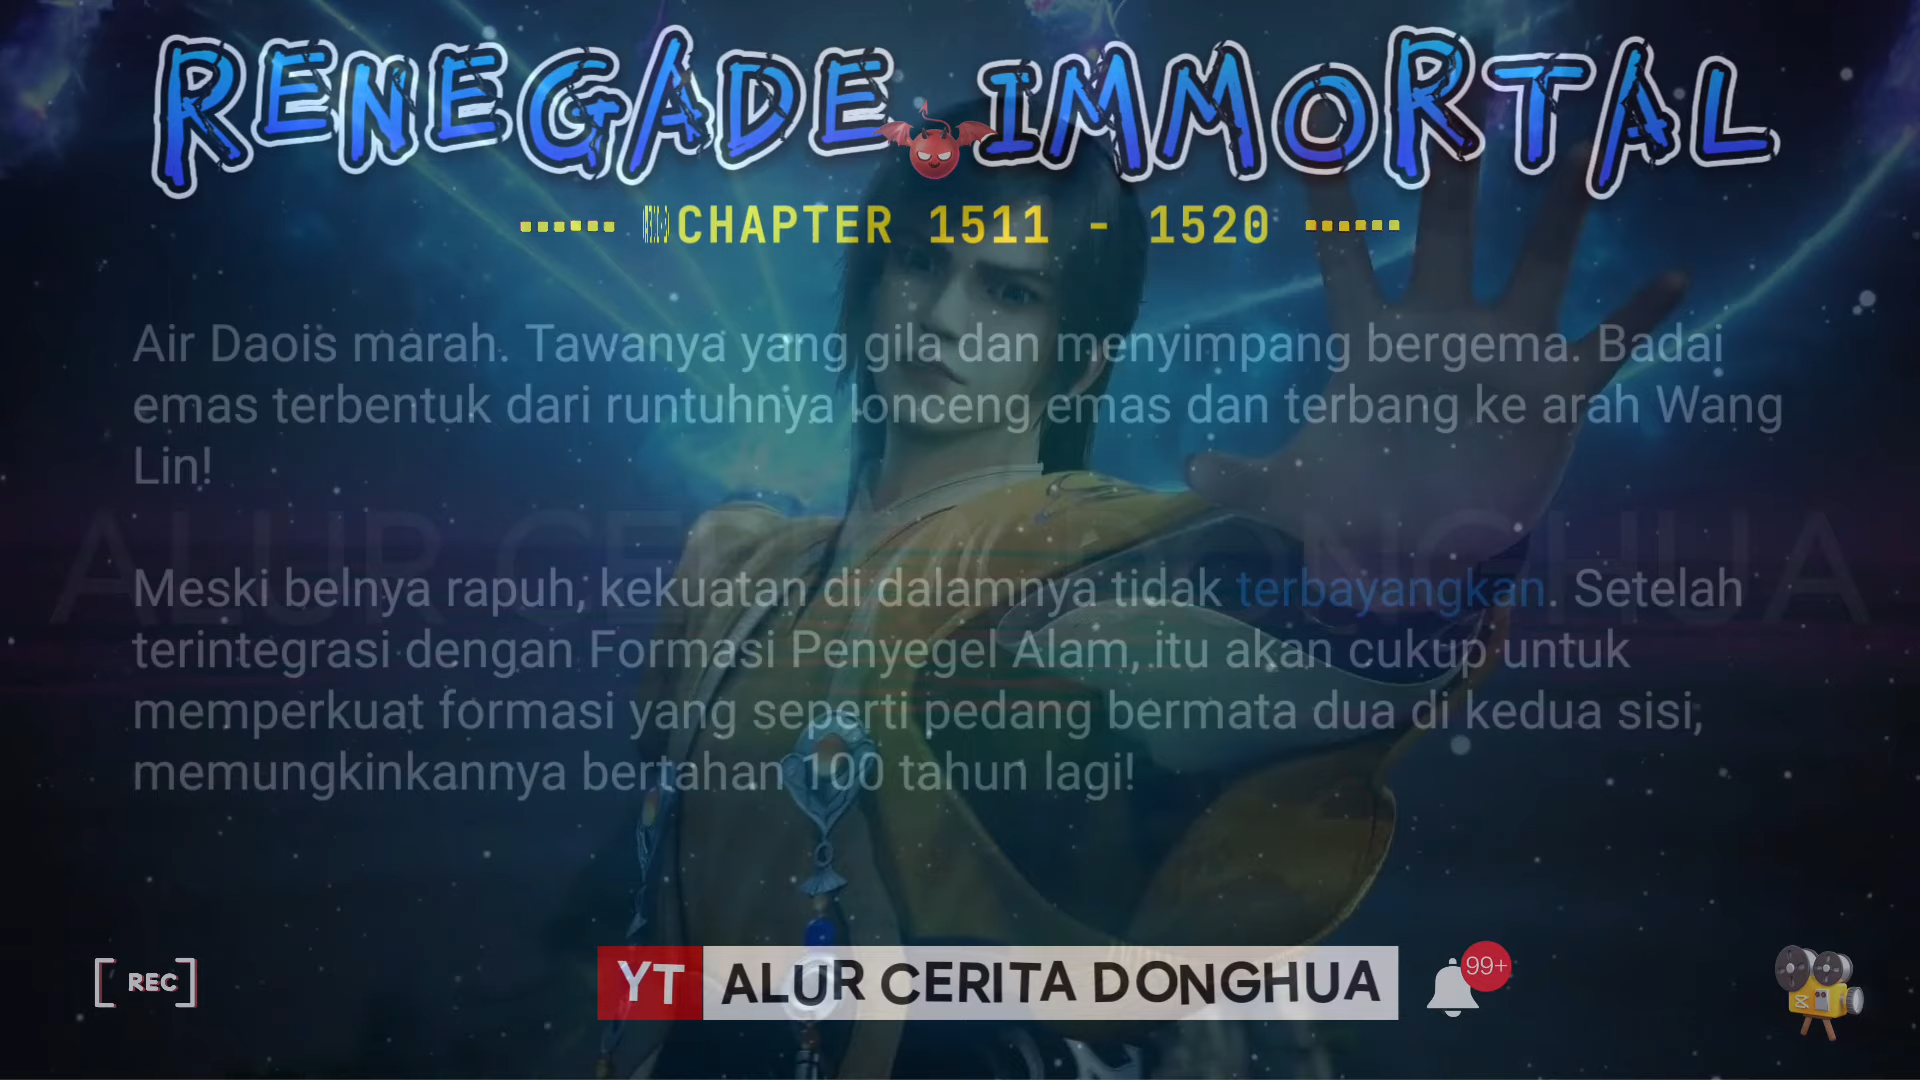 RENEGADE IMMORTAL
CHAPTER 1511 - 1520
Air Daois marah. Tawanya yang gila dan menyimpang bergema. Badai
emas terbentuk dari runtuhnya lonceng emas dan terbang ke arah Wang
Lin!
ALUR CERITA DONGHUA
Meski belnya rapuh, kekuatan di dalamnya tidak terbayangkan. Setelah
terintegrasi dengan Formasi Penyegel Alam, itu akan cukup untuk
memperkuat formasi yang seperti pedang bermata dua di kedua sisi,
memungkinkannya bertahan 100 tahun lagi!
[ REC ]
YT ALUR CERITA DONGHUA
99+